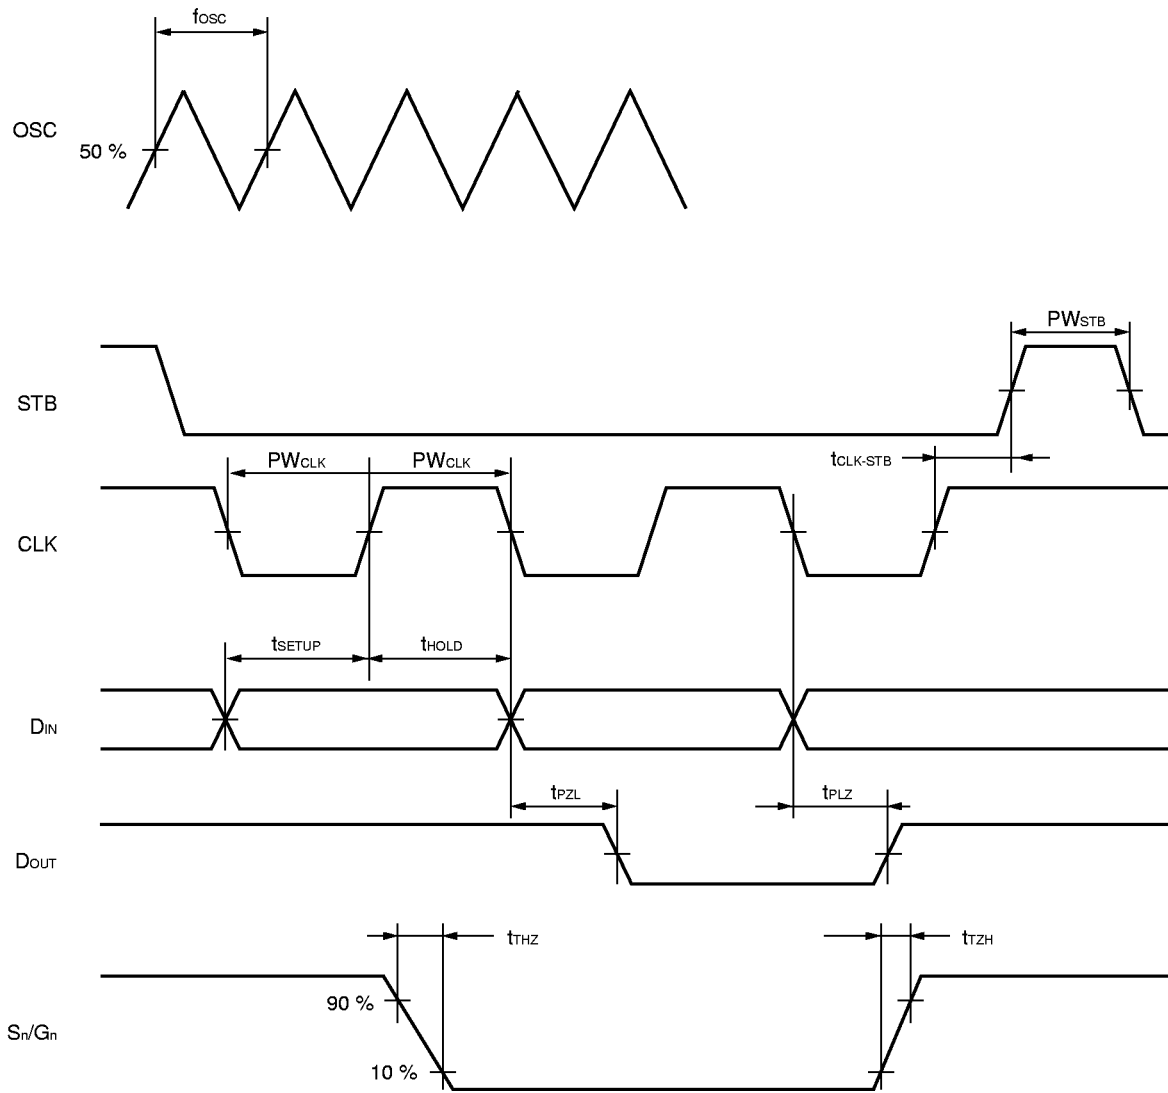 fOSC
OSC
50 %
PWSTB
STB
tCLK-STB
PWCLK PWCLK
CLK
tSETUP tHOLD
DIN
tPZL tPLZ
DOUT
tTHZ tTZH
90 %
Sn/Gn
10 %